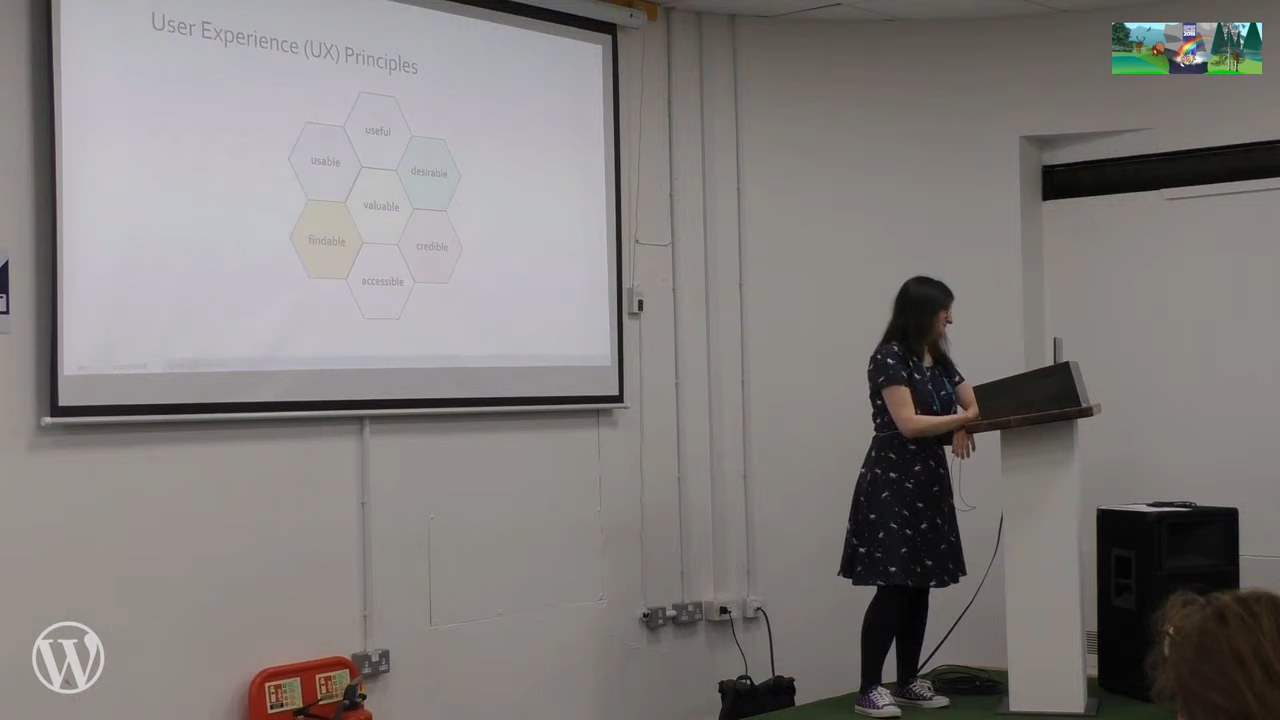 User Experience (UX) Principles
useful
usable
desirable
valuable
findable
credible
accessible